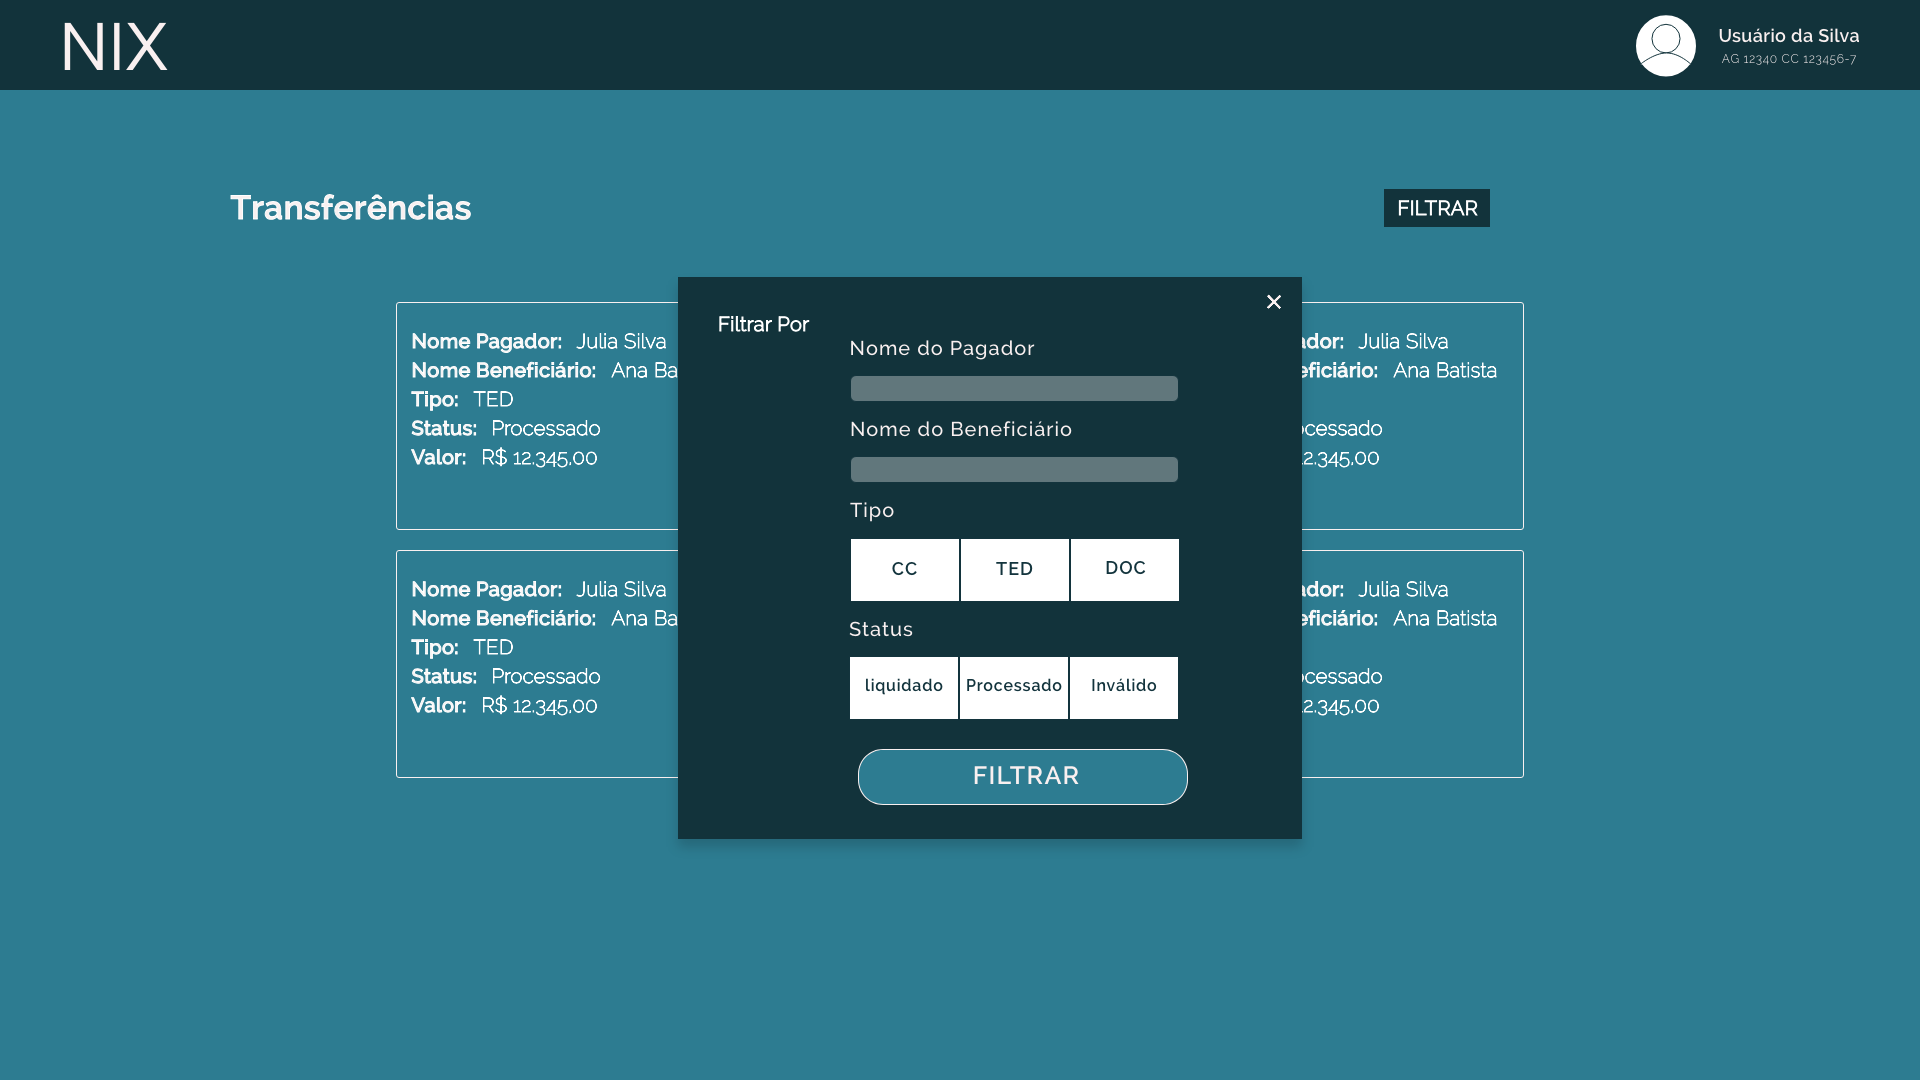 NIX
Usuário da Silva
AG 12340 CC 123456-7
Transferências
FILTRAR
Nome Pagador: Julia Silva
Nome Beneficiário: Ana Ba
Tipo: TED
Status: Processado
Valor: R$ 12.345,00
Nome Pagador: Julia Silva
Nome Beneficiário: Ana Ba
Tipo: TED
Status: Processado
Valor: R$ 12.345,00
Filtrar Por
×
Nome do Pagador
Nome do Beneficiário
Tipo
CC TED DOC
Status
liquidado Processado Inválido
FILTRAR
ador: Julia Silva
eficiário: Ana Batista
ocessado
12.345,00
ador: Julia Silva
eficiário: Ana Batista
ocessado
12.345,00